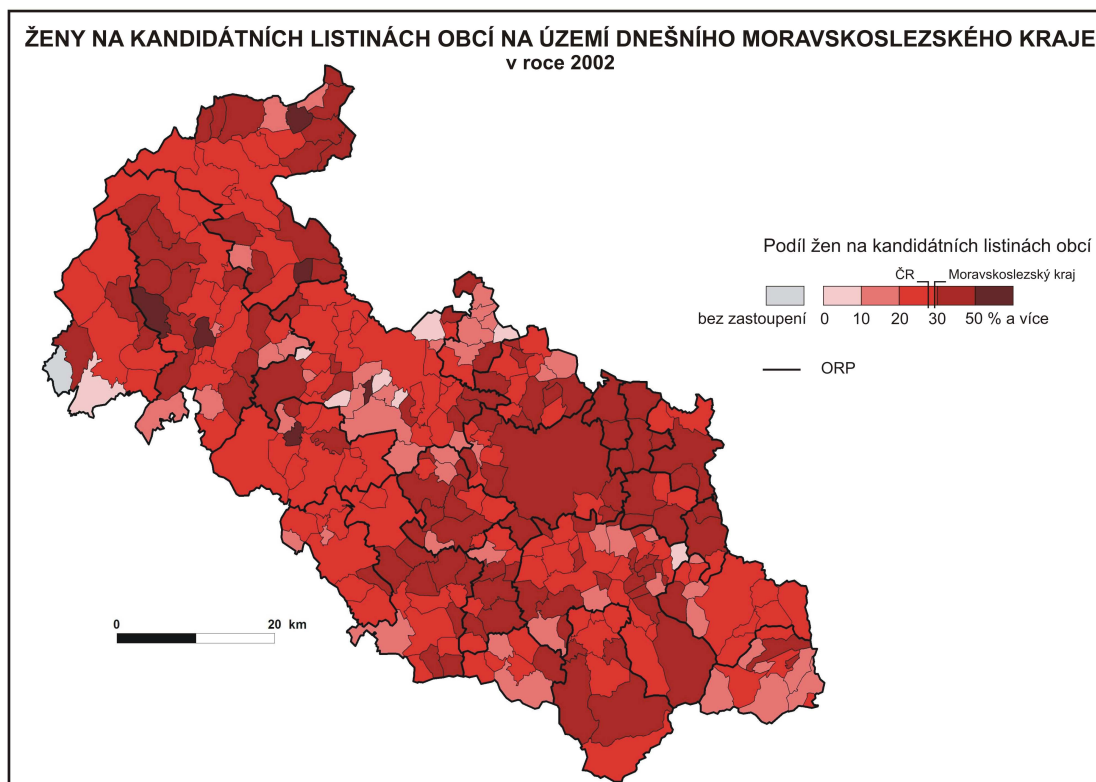 ŽENY NA KANDIDÁTNÍCH LISTINÁCH OBCÍ NA ÚZEMÍ DNEŠNÍHO MORAVSKOSLEZSKÉHO KRAJE
v roce 2002
Podíl žen na kandidátních listinách obcí
ČR Moravskoslezský kraj
bez zastoupení 0 10 20 30 50 % a více
ORP
0 20 km